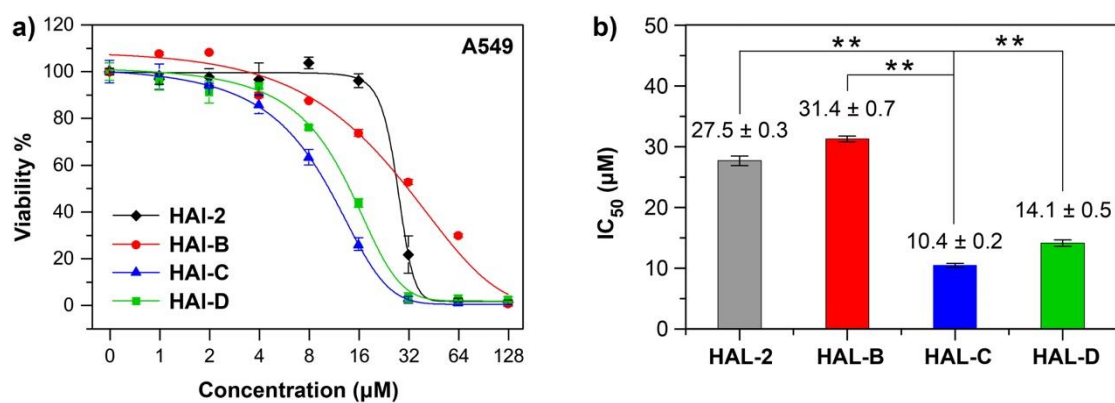 a)
A549
Viability %
120
100
80
60
40
20
0
HAI-2
HAI-B
HAI-C
HAI-D
0 1 2 4 8 16 32 64 128
Concentration (µM)
b)
IC50 (µM)
50
40
30
20
10
0
** **
**
27.5 ± 0.3
31.4 ± 0.7
10.4 ± 0.2
14.1 ± 0.5
HAL-2 HAL-B HAL-C HAL-D